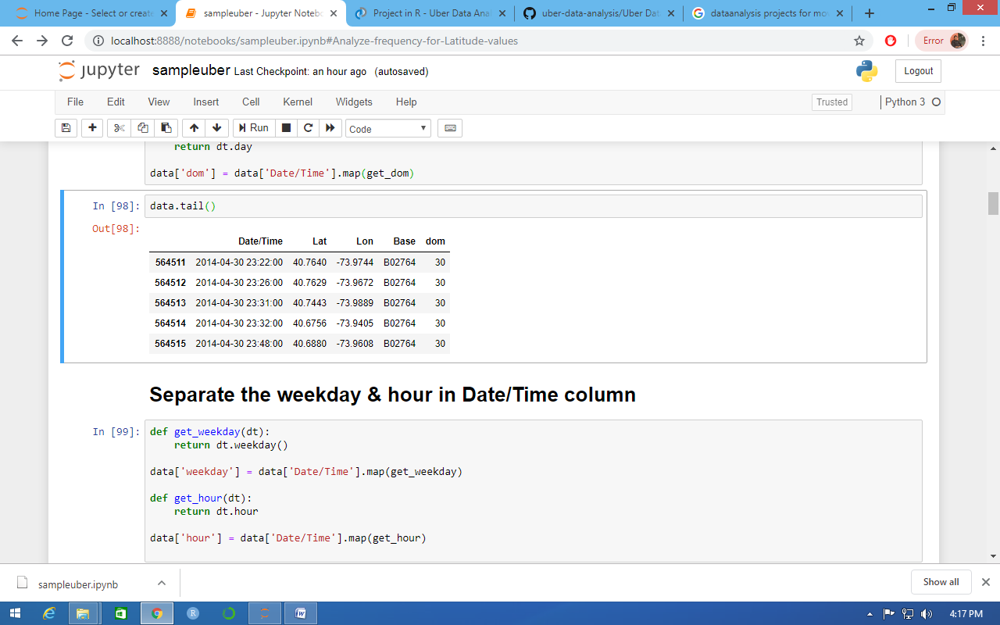 Home Page - Select or create
sampleuber - Jupyter Notebo
Project in R - Uber Data Ana
uber-data-analysis/Uber Dat
dataanalysis projects for mo
localhost:8888/notebooks/sampleuber.ipynb#Analyze-frequency-for-Latitude-values
Error
jupyter sampleuber Last Checkpoint: an hour ago (autosaved)
Logout
File Edit View Insert Cell Kernel Widgets Help
Trusted
Python 3
Run
Code
return dt.day
data['dom'] = data['Date/Time'].map(get_dom)
In [98]: data.tail()
Out[98]:
Date/Time Lat Lon Base dom
564511 2014-04-30 23:22:00 40.7640 -73.9744 B02764 30
564512 2014-04-30 23:26:00 40.7629 -73.9672 B02764 30
564513 2014-04-30 23:31:00 40.7443 -73.9889 B02764 30
564514 2014-04-30 23:32:00 40.6756 -73.9405 B02764 30
564515 2014-04-30 23:48:00 40.6880 -73.9608 B02764 30
Separate the weekday & hour in Date/Time column
In [99]: def get_weekday(dt):
return dt.weekday()
data['weekday'] = data['Date/Time'].map(get_weekday)
def get_hour(dt):
return dt.hour
data['hour'] = data['Date/Time'].map(get_hour)
sampleuber.ipynb
Show all
4:17 PM